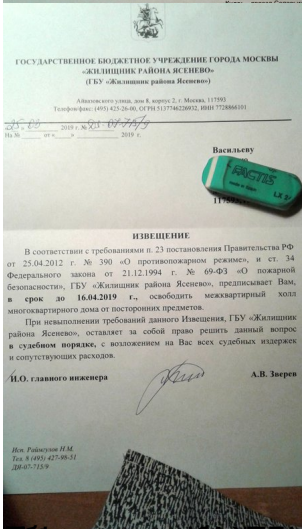 ГОСУДАРСТВЕННОЕ БЮДЖЕТНОЕ УЧРЕЖДЕНИЕ ГОРОДА МОСКВЫ
«ЖИЛИЩНИК РАЙОНА ЯСЕНЕВО»
(ГБУ «ЖИЛИЩНИК РАЙОНА ЯСЕНЕВО»)
Айвазовского улица, дом 8, корпус 2, г. Москва, 117593
Телефон/факс: (495) 425-26-00, ОГРН 5137746226932, ИНН 7728866101
2019 г. №
На № от « » 2019 г.
Васильеву
FACTIS
11759
ИЗВЕЩЕНИЕ
В соответствии с требованиями п. 23 постановления Правительства РФ
от 25.04.2012 г. № 390 «О противопожарном режиме», и ст. 34
Федерального закона от 21.12.1994 г. № 69-ФЗ «О пожарной
безопасности», ГБУ «Жилищник района Ясенево», предписывает Вам,
в срок до 16.04.2019 г., освободить межквартирный холл
многоквартирного дома от посторонних предметов.
При невыполнении требований данного Извещения, ГБУ «Жилищник
района Ясенево», оставляет за собой право решить данный вопрос
в судебном порядке, с возложением на Вас всех судебных издержек
и сопутствующих расходов.
И.О. главного инженера А.В. Зверев
Исп. Н.М.
Тел. 8 (495) 427-98-51
ДЯ-07-715/9